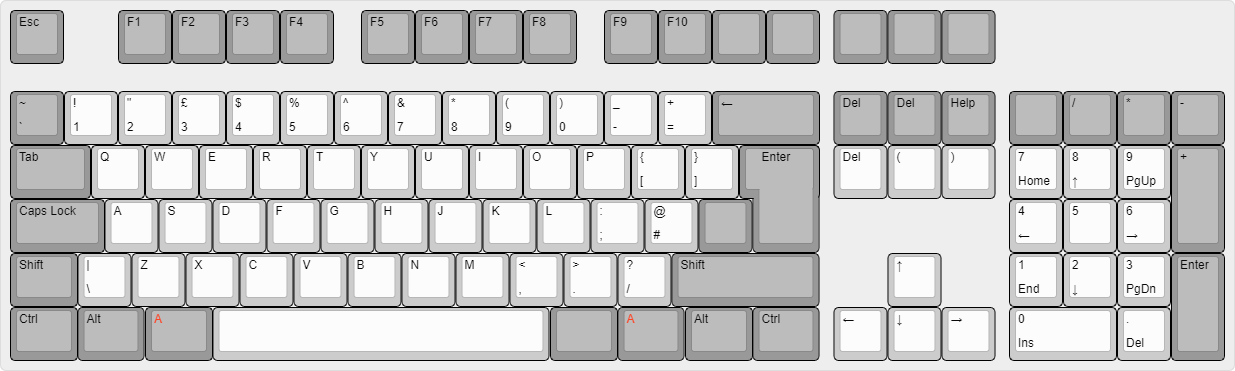 Esc F1 F2 F3 F4 F5 F6 F7 F8 F9 F10
~ ! " £ $ % ^ & * ( ) _ + ← Del Del Help / * -
` 1 2 3 4 5 6 7 8 9 0 - =
Tab Q W E R T Y U I O P { } Enter Del ( ) 7 8 9 +
[ ] Home ↑ PgUp
Caps Lock A S D F G H J K L : @ 4 5 6
; # ← →
Shift | Z X C V B N M < > ? Shift ↑ 1 2 3 Enter
\ , . / End ↓ PgDn
Ctrl Alt A A Alt Ctrl ← ↓ → 0 .
Ins Del